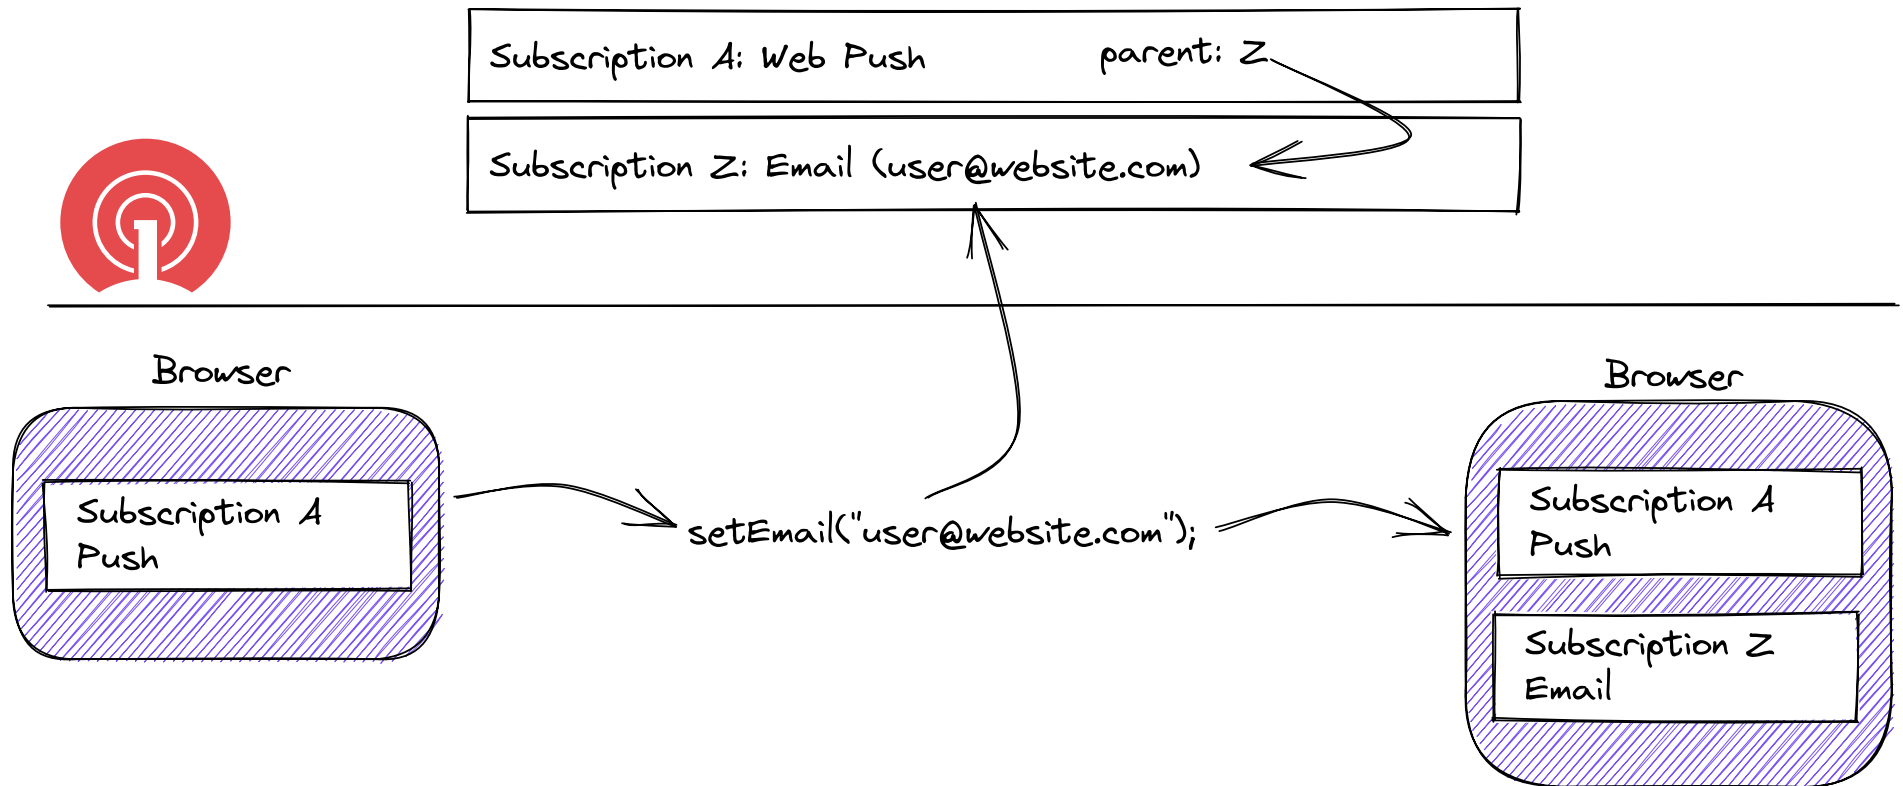 Subscription A: Web Push parent: Z
Subscription Z: Email (user@website.com)
Browser
Subscription A
Push
setEmail("user@website.com");
Browser
Subscription A
Push
Subscription Z
Email